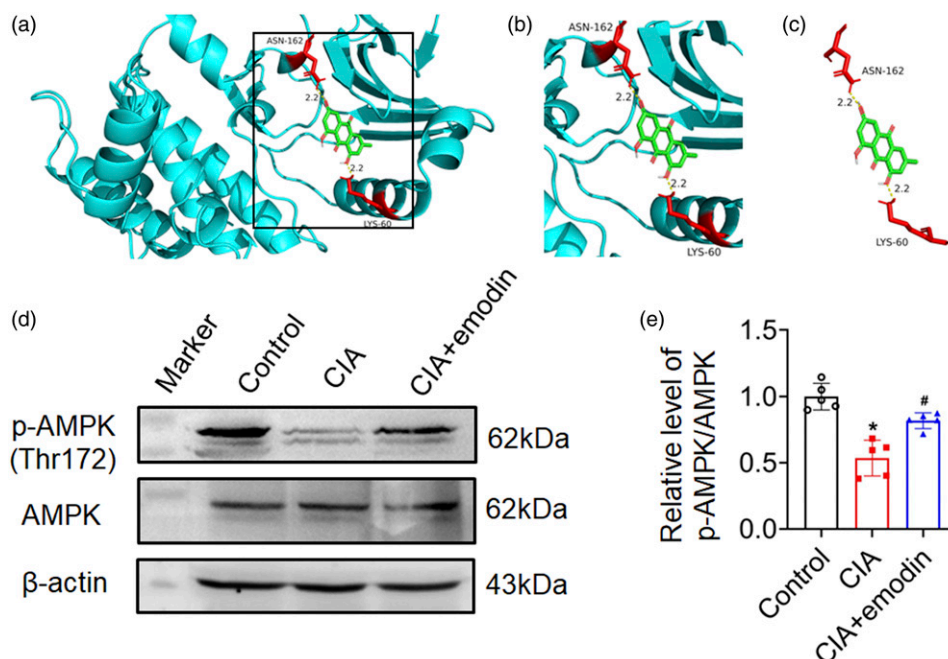 (a)
ASN-162
2.2
2.2
LYS-60
(b)
ASN-162
2.2
2.2
LYS-60
(c)
ASN-162
2.2
2.2
LYS-60
(d)
Marker
Control
CIA
CIA+emodin
p-AMPK
(Thr172)
62kDa
AMPK
62kDa
β-actin
43kDa
(e)
Relative level of
p-AMPK/AMPK
1.5
1.0
0.5
0.0
*
#
Control
CIA
CIA+emodin